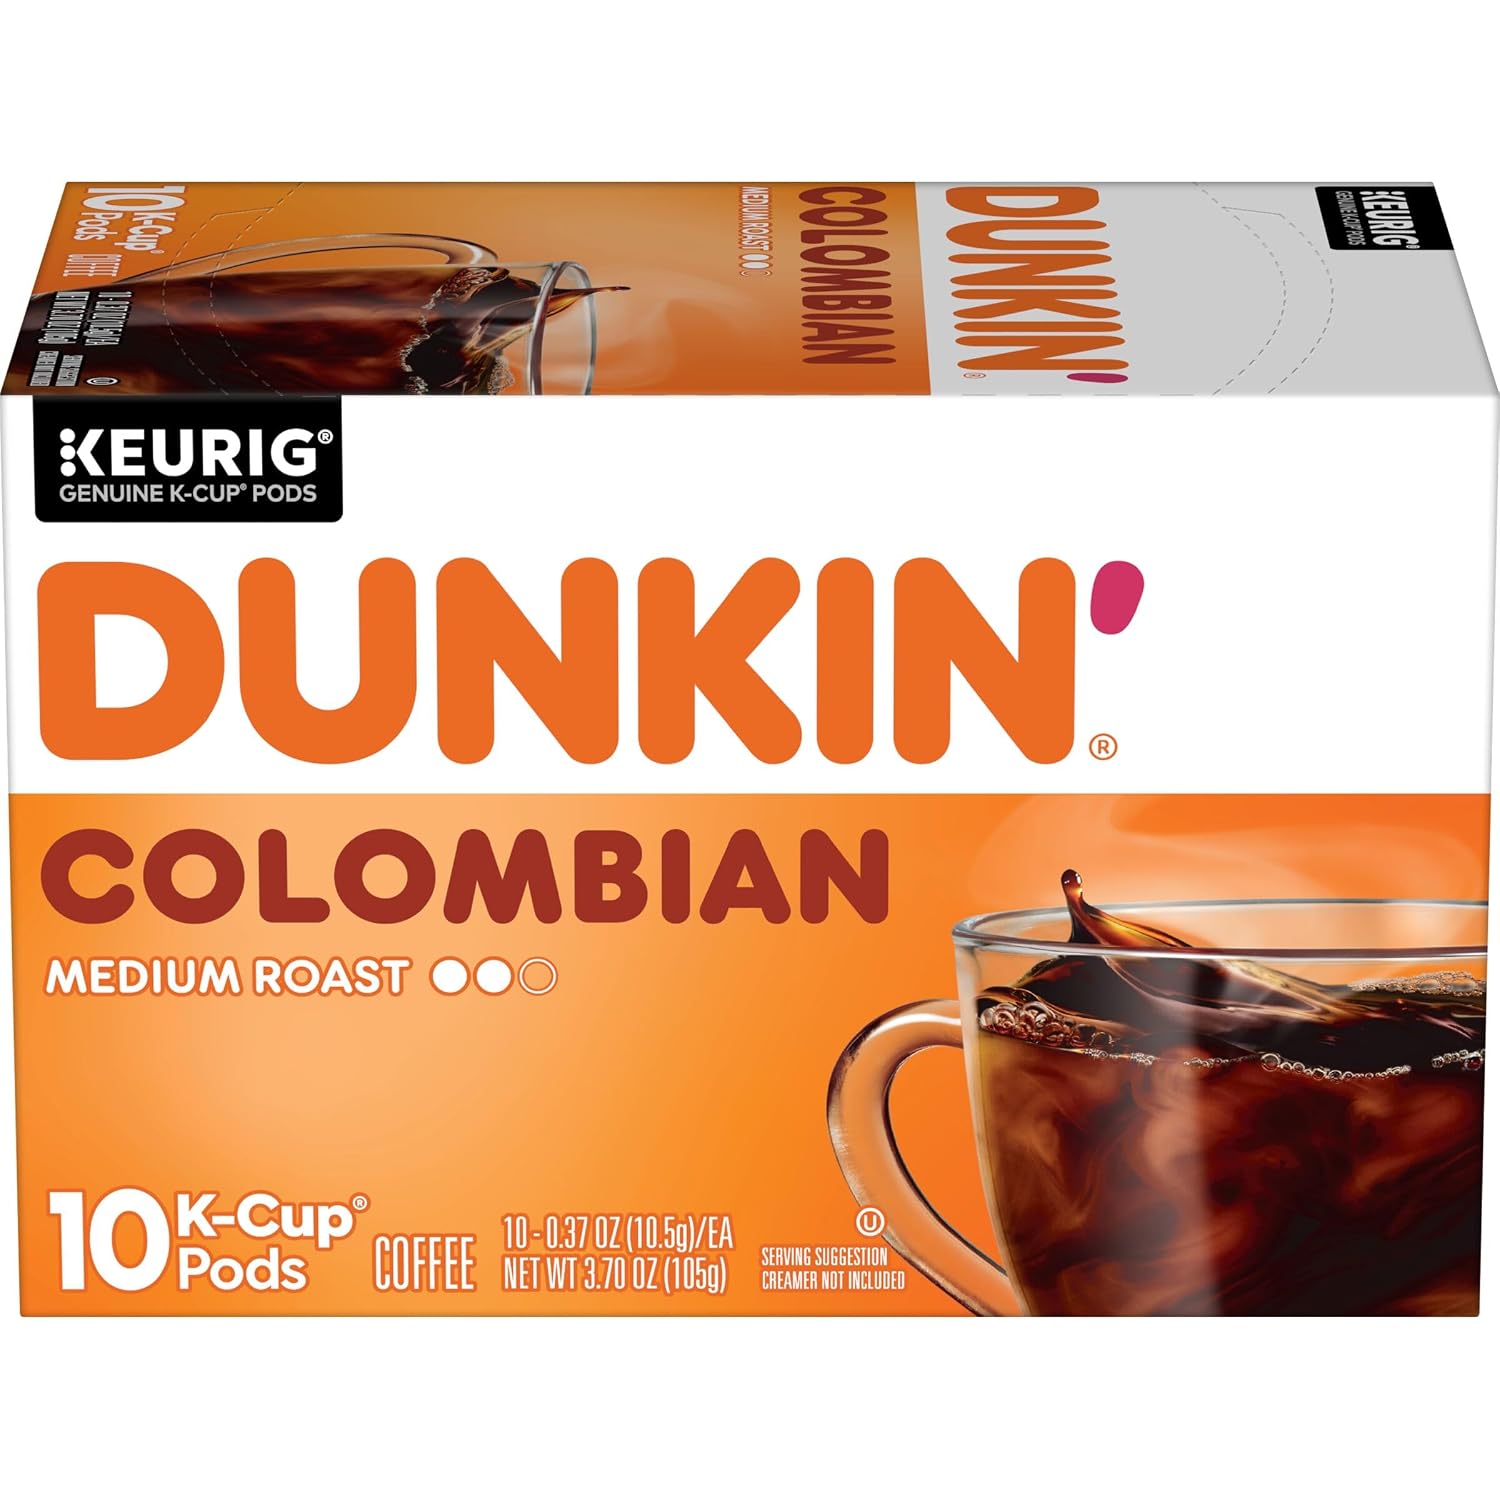 10 K-Cup®
Pods
COFFEE
MEDIUM ROAST
COLOMBIAN
DUNKIN'®
KEURIG®
GENUINE K-CUP PODS
KEURIG®
GENUINE K-CUP® PODS
DUNKIN'®
COLOMBIAN
MEDIUM ROAST
10 K-Cup®
Pods
COFFEE
10 - 0.37 OZ (10.5g)/EA
NET WT 3.70 OZ (105g)
U
SERVING SUGGESTION
CREAMER NOT INCLUDED